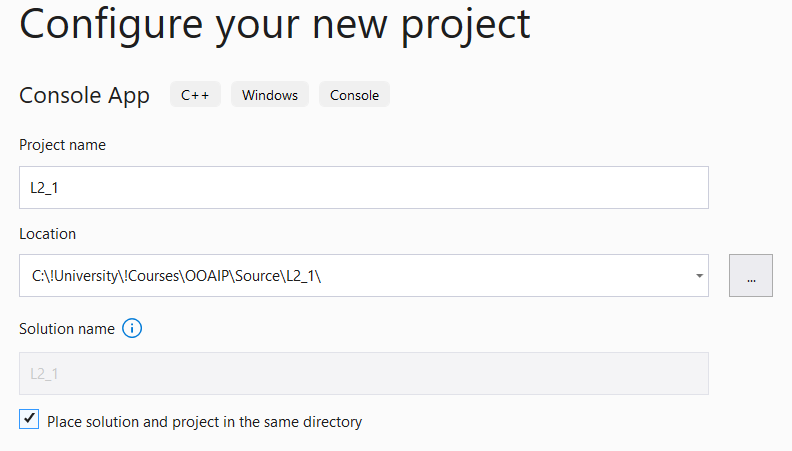 Configure your new project
Console App C++ Windows Console
Project name
L2_1
Location
C:\!University\!Courses\OOAIP\Source\L2_1\
...
Solution name
L2_1
Place solution and project in the same directory